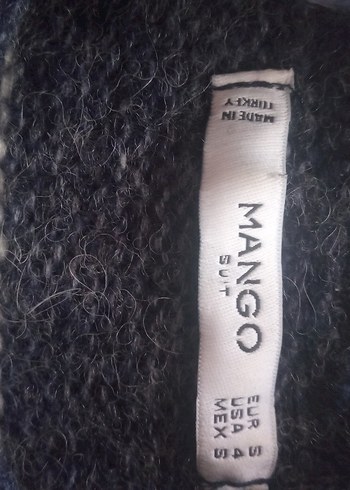 MADE IN
TURKEY
MANGO
SUIT
EUR S
USA 4
MEX S